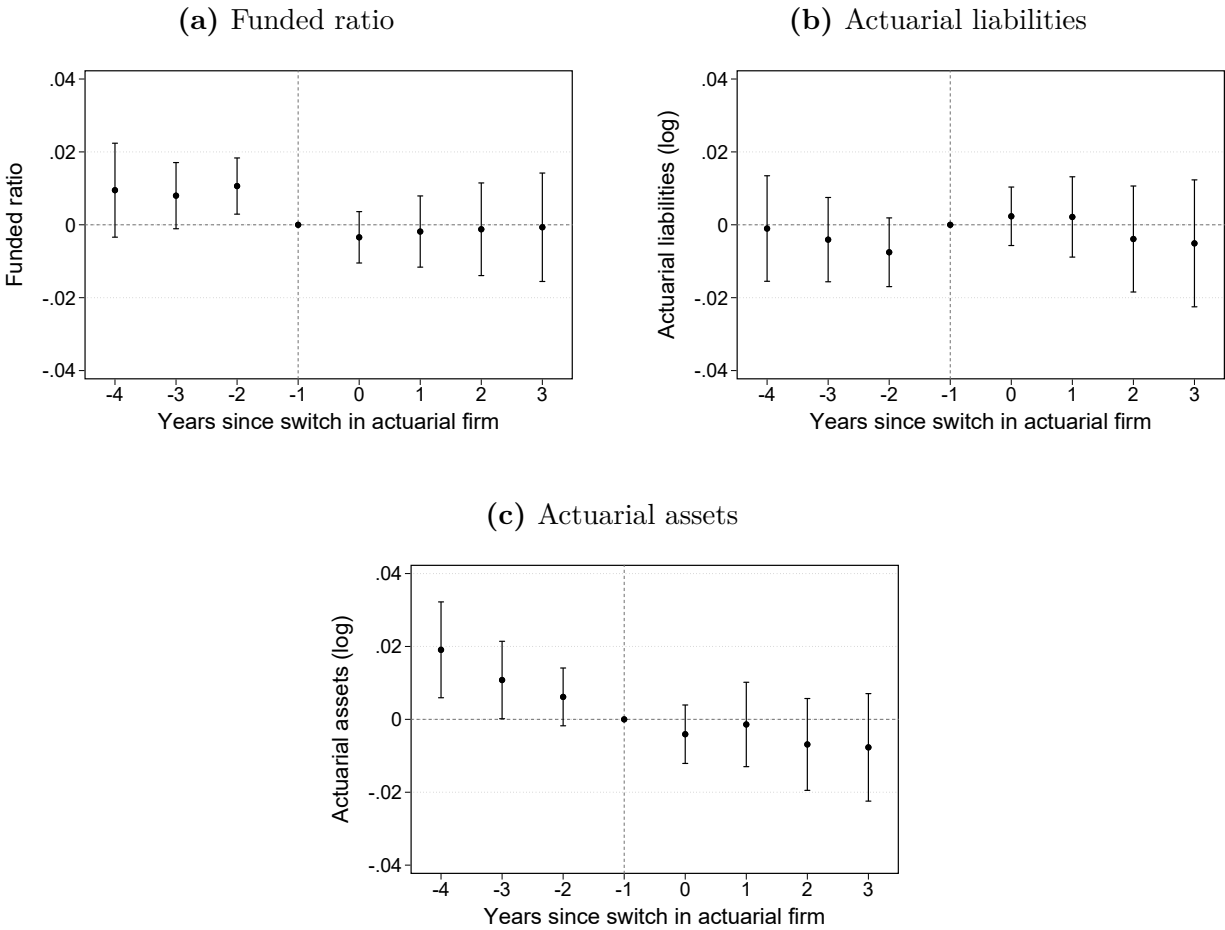 (a) Funded ratio
.04
.02
0
-.02
-.04
Funded ratio
-4 -3 -2 -1 0 1 2 3
Years since switch in actuarial firm
(b) Actuarial liabilities
.04
.02
0
-.02
-.04
Actuarial liabilities (log)
-4 -3 -2 -1 0 1 2 3
Years since switch in actuarial firm
(c) Actuarial assets
.04
.02
0
-.02
-.04
Actuarial assets (log)
-4 -3 -2 -1 0 1 2 3
Years since switch in actuarial firm